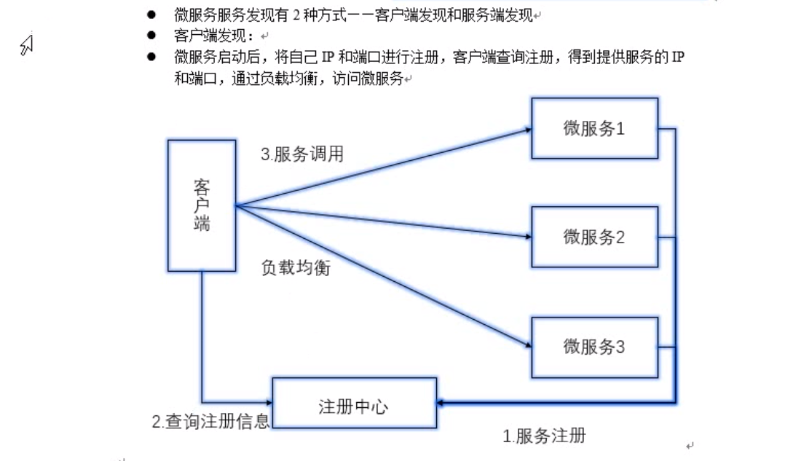 ● 微服务服务发现有 2 种方式——客户端发现和服务端发现
● 客户端发现：
● 微服务启动后，将自己 IP 和端口进行注册，客户端查询注册，得到提供服务的 IP
和端口，通过负载均衡，访问微服务
微服务1
3.服务调用
客户端
微服务2
负载均衡
微服务3
注册中心
2.查询注册信息
1.服务注册